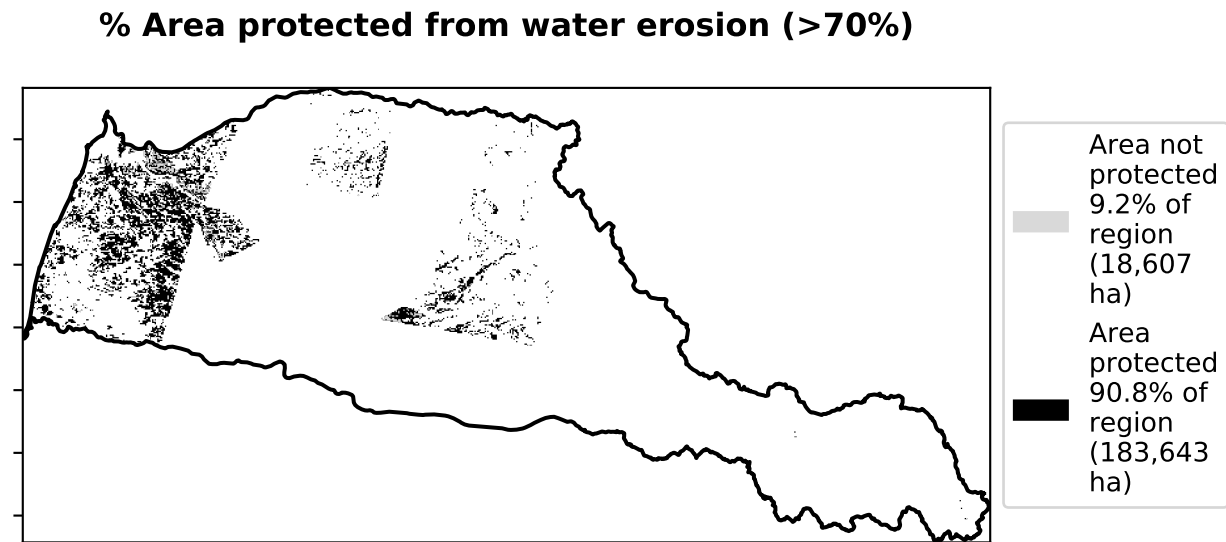 % Area protected from water erosion (>70%)
Area not
protected
9.2% of
region
(18,607
ha)
Area
protected
90.8% of
region
(183,643
ha)